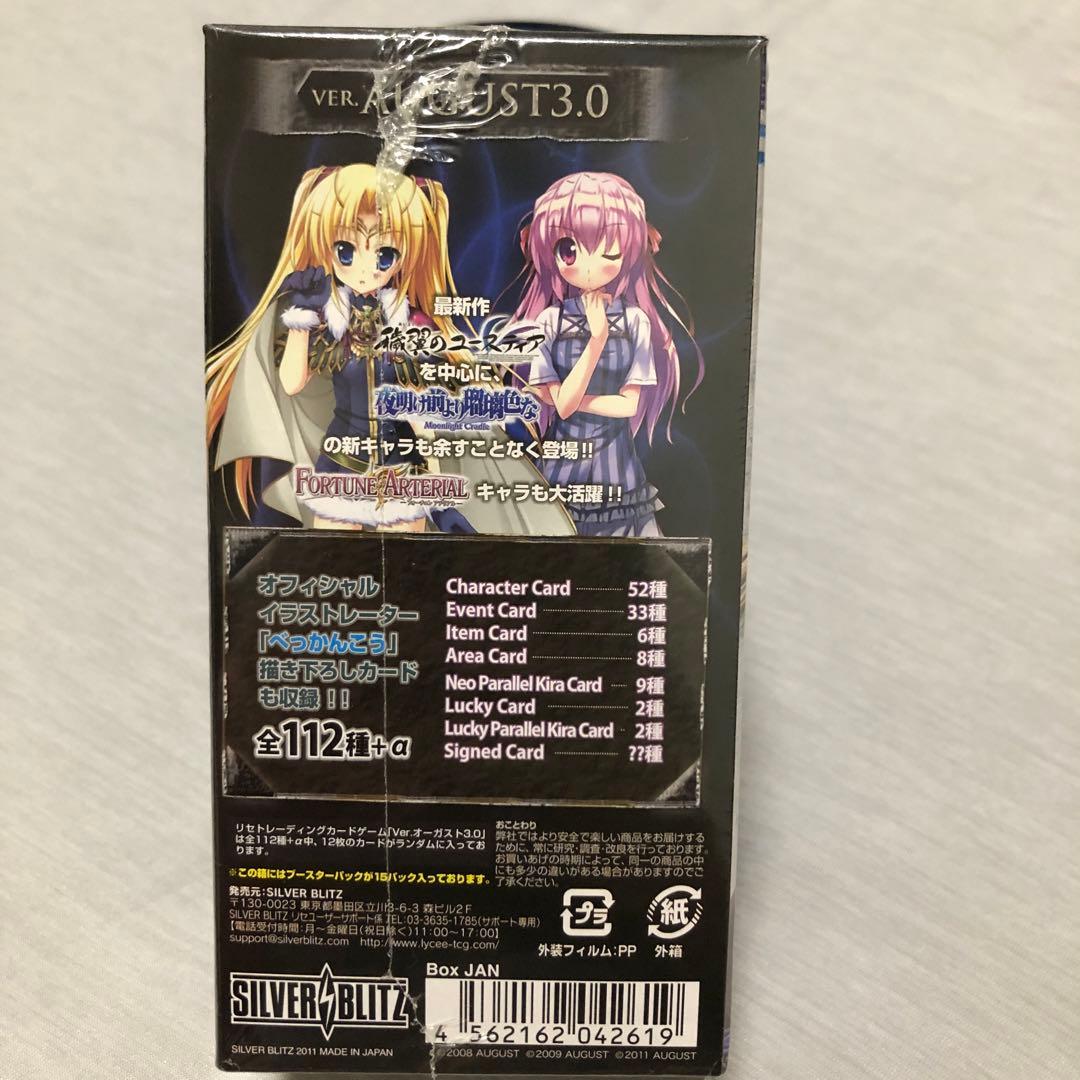 VER. AUGUST3.0
最新作
穢翼のユースティア
を中心に、
夜明け前より瑠璃色な
Moonlight Cradle
の新キャラも余すことなく登場!!
FORTUNE ARTERIAL キャラも大活躍!!
フォーチュン アテリアル
オフィシャル
イラストレーター
「べっかんこう」
描き下ろしカード
も収録!!
全112種+α
Character Card 52種
Event Card 33種
Item Card 6種
Area Card 8種
Neo Parallel Kira Card 9種
Lucky Card 2種
Lucky Parallel Kira Card 2種
Signed Card ??種
リセトレーディングカードゲーム「Ver.オーガスト3.0」
は全112種+α中、12枚のカードがランダムに入ってお
ります。
※この箱にはブースターパックが15パック入っております。
発売元:SILVER BLITZ
〒130-0023 東京都墨田区立川3-6-3 森ビル2F
SILVER BLITZ リセユーザーサポート係 TEL:03-3635-1785(サポート専用)
【電話受付時間:月~金曜日(祝日除く)11:00~17:00】
support@silverblitz.com http://www.lycee-tcg.com/
おことわり
弊社ではより安全で楽しい商品をお届けする
ために、常に研究・調査・改良を行っております。
お買いあげの時期によって、同一の商品の中
にも多少の違いがある場合がありますのでご
了承ください。
プラ
外装フィルム:PP
紙
外箱
SILVER BLITZ
SILVER BLITZ 2011 MADE IN JAPAN
Box JAN
4 562162 042619
©2008 AUGUST ©2009 AUGUST ©2011 AUGUST